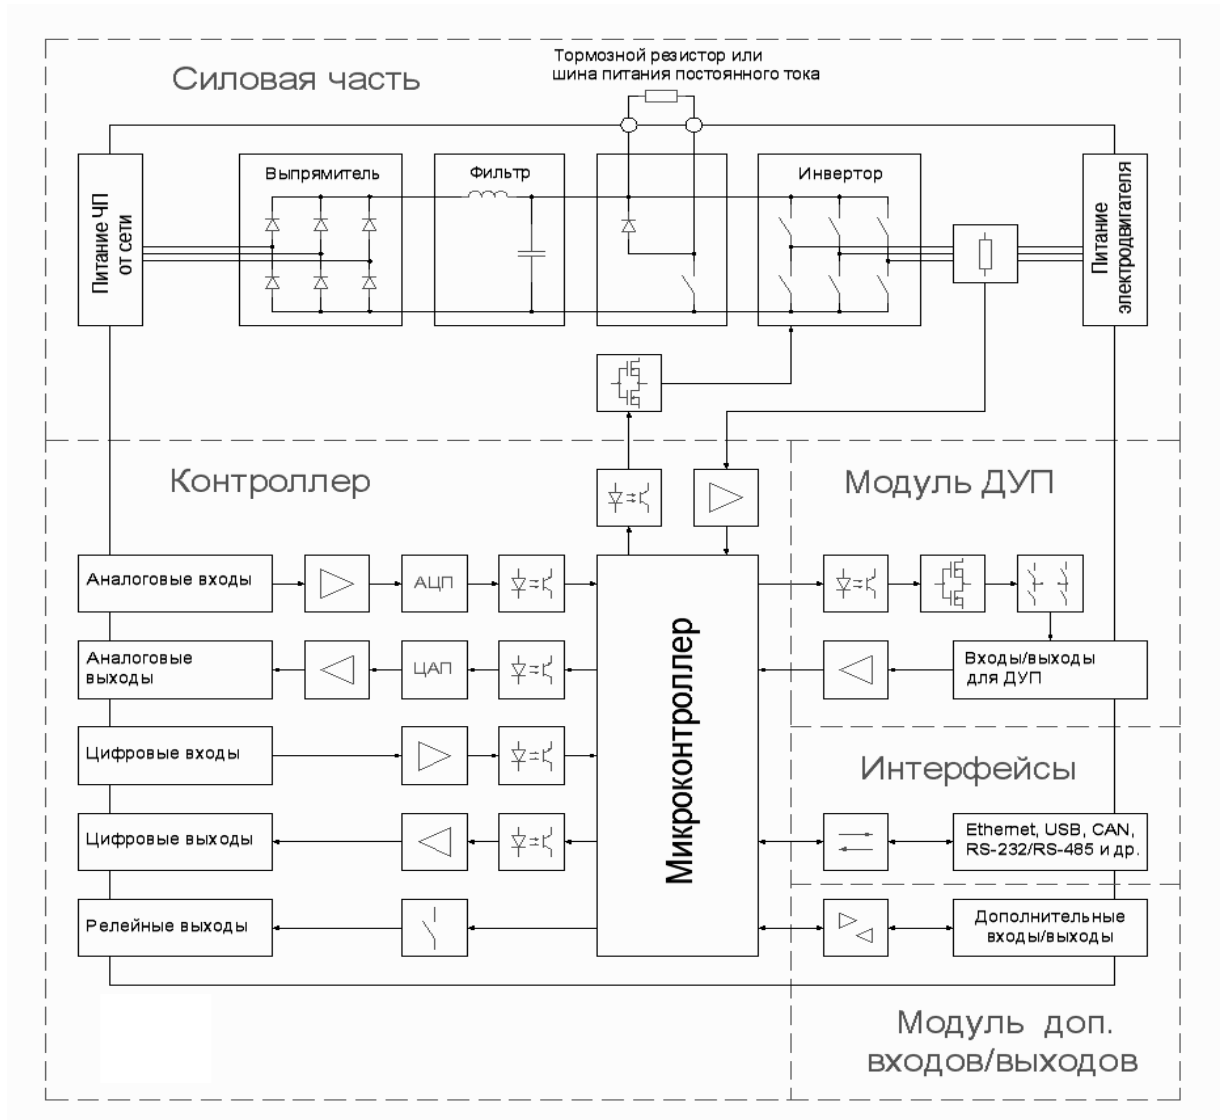 Тормозной резистор или
шина питания постоянного тока
Силовая часть
Питание ЧП
от сети
Выпрямитель
Фильтр
Инвертор
Питание
электродвигателя
Контроллер
Модуль ДУП
Аналоговые входы
АЦП
Аналоговые
выходы
ЦАП
Цифровые входы
Цифровые выходы
Релейные выходы
Микроконтроллер
Входы/выходы
для ДУП
Интерфейсы
Ethernet, USB, CAN,
RS-232/RS-485 и др.
Дополнительные
входы/выходы
Модуль доп.
входов/выходов